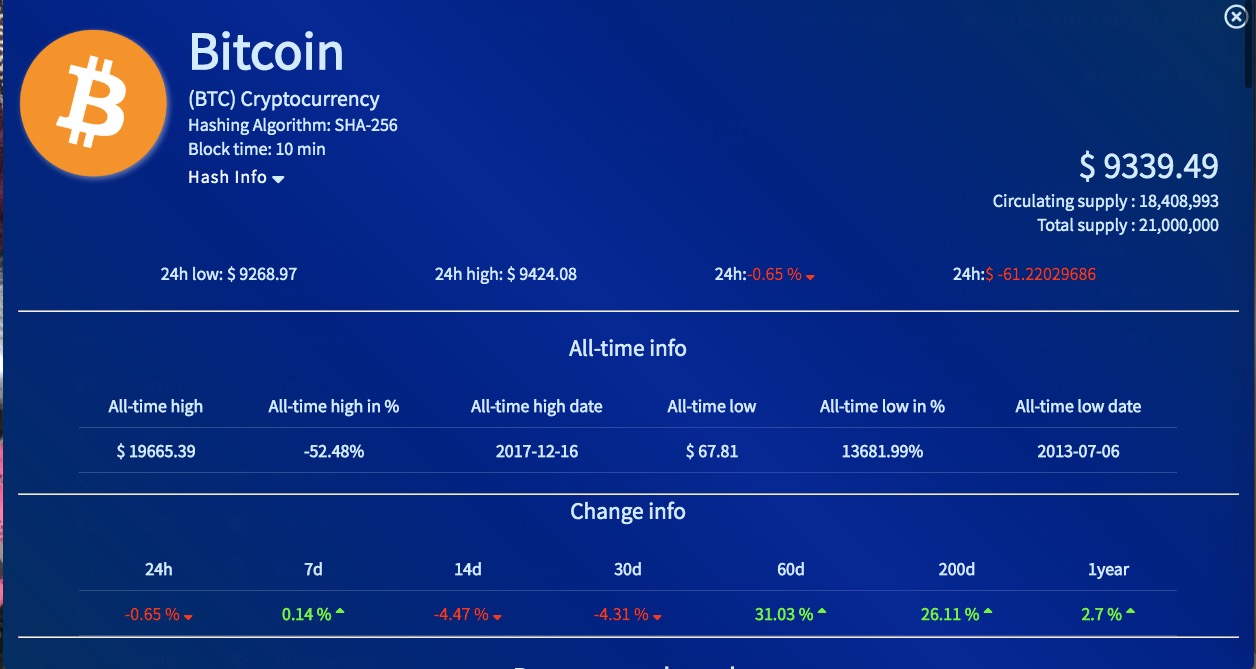 Bitcoin
(BTC) Cryptocurrency
Hashing Algorithm: SHA-256
Block time: 10 min
Hash Info
$ 9339.49
Circulating supply : 18,408,993
Total supply : 21,000,000
24h low: $ 9268.97 24h high: $ 9424.08 24h:-0.65 % 24h:$ -61.22029686
All-time info
All-time high All-time high in % All-time high date All-time low All-time low in % All-time low date
$ 19665.39 -52.48% 2017-12-16 $ 67.81 13681.99% 2013-07-06
Change info
24h 7d 14d 30d 60d 200d 1year
-0.65 % 0.14 % -4.47 % -4.31 % 31.03 % 26.11 % 2.7 %